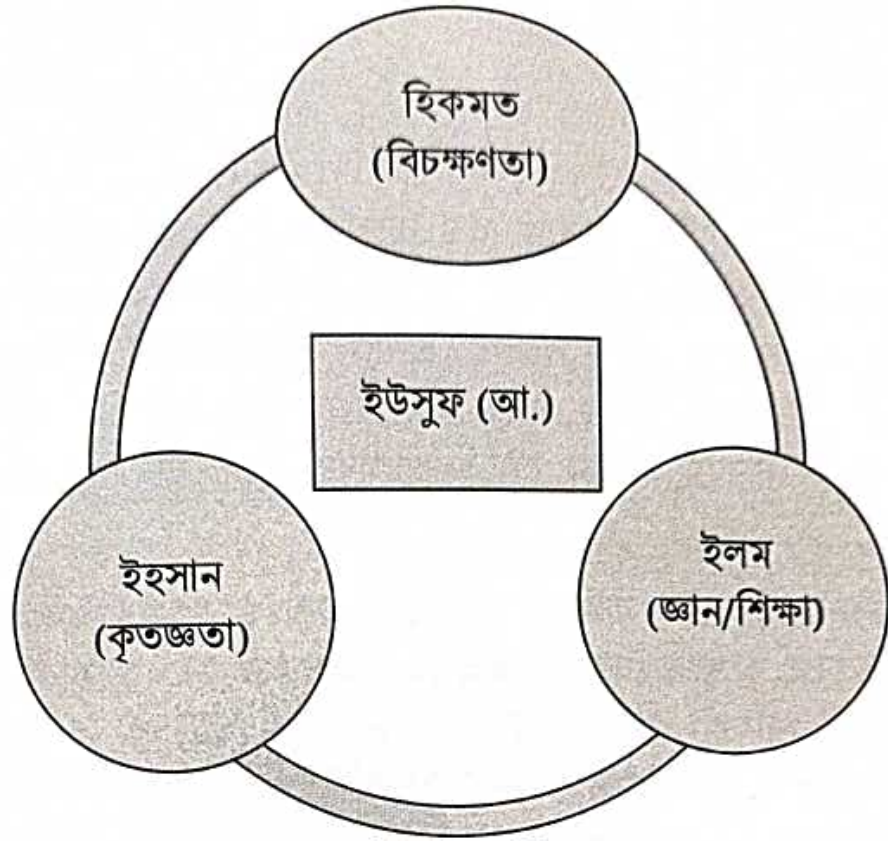 হিকমত
(বিচক্ষণতা)
ইউসুফ (আ.)
ইহসান
(কৃতজ্ঞতা)
ইলম
(জ্ঞান/শিক্ষা)